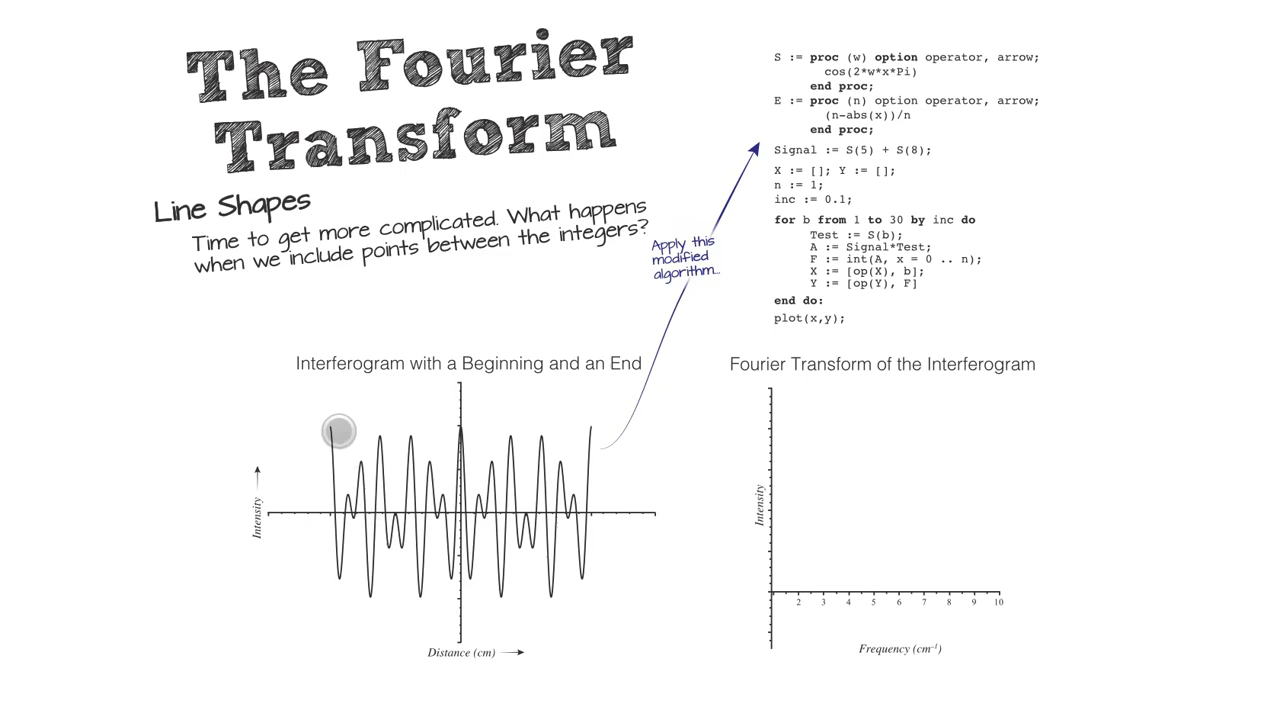 The Fourier
Transform
Line Shapes
Time to get more complicated. What happens
when we include points between the integers?
Apply this
modified
algorithm...
S := proc (w) option operator, arrow;
cos(2*w*x*Pi)
end proc;
E := proc (n) option operator, arrow;
(n-abs(x))/n
end proc;
Signal := S(5) + S(8);
X := []; Y := [];
n := 1;
inc := 0.1;
for b from 1 to 30 by inc do
Test := S(b);
A := Signal*Test;
F := int(A, x = 0 .. n);
X := [op(X), b];
Y := [op(Y), F]
end do:
plot(x,y);
Interferogram with a Beginning and an End
Intensity
Distance (cm)
Fourier Transform of the Interferogram
Intensity
2 3 4 5 6 7 8 9 10
Frequency (cm⁻¹)